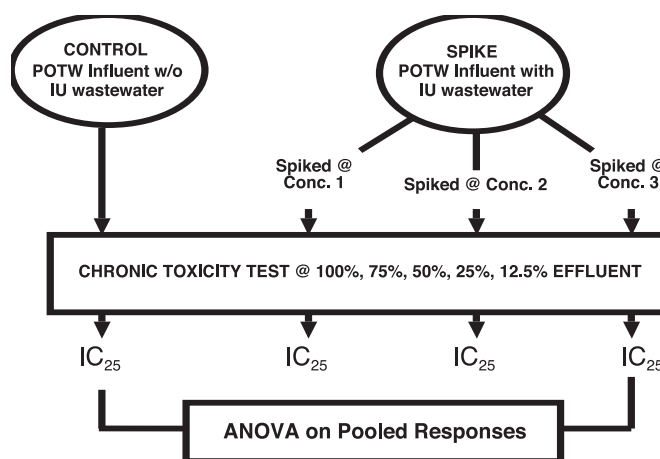 CONTROL
POTW Influent w/o
IU wastewater
SPIKE
POTW Influent with
IU wastewater
Spiked @
Conc. 1
Spiked @ Conc. 2
Spiked @
Conc. 3
CHRONIC TOXICITY TEST @ 100%, 75%, 50%, 25%, 12.5% EFFLUENT
IC25 IC25 IC25 IC25
ANOVA on Pooled Responses